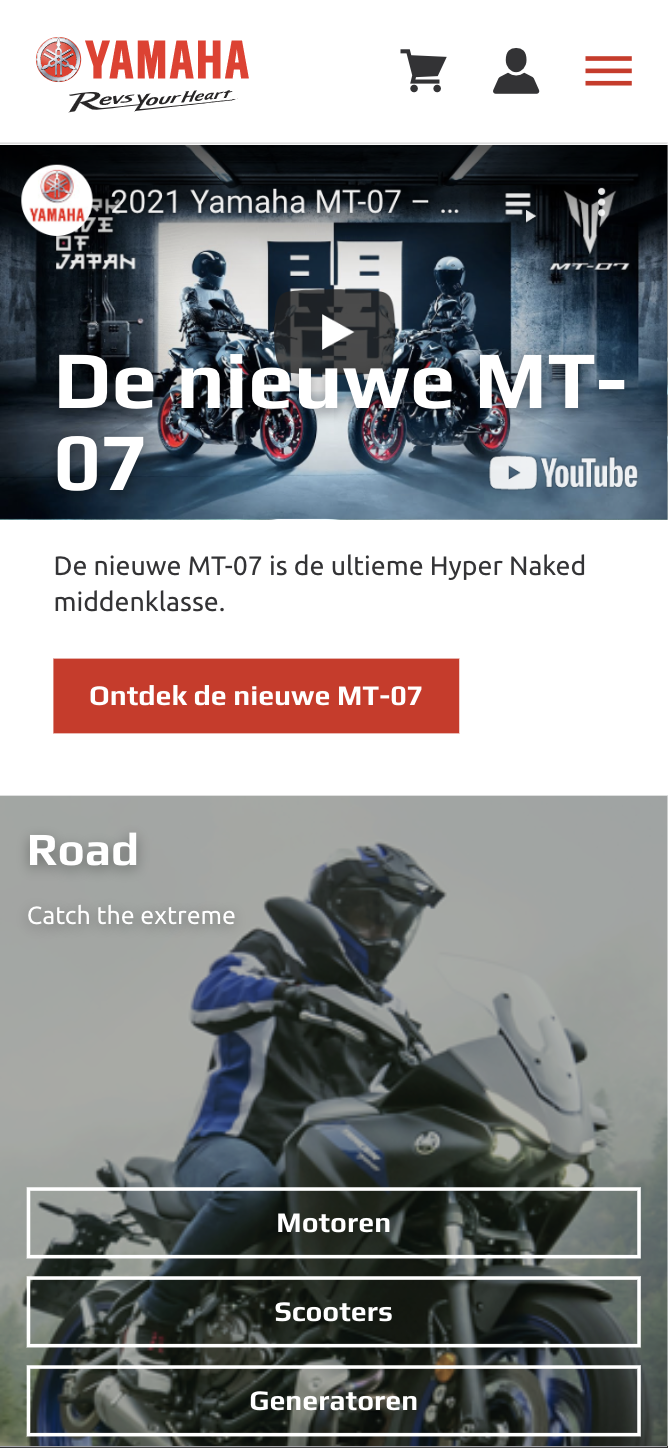 YAMAHA
Revs Your Heart
2021 Yamaha MT-07 – ...
YAMAHA
OF
JAPAN
MT-07
De nieuwe MT-
07
YouTube
De nieuwe MT-07 is de ultieme Hyper Naked
middenklasse.
Ontdek de nieuwe MT-07
Road
Catch the extreme
Motoren
Scooters
Generatoren